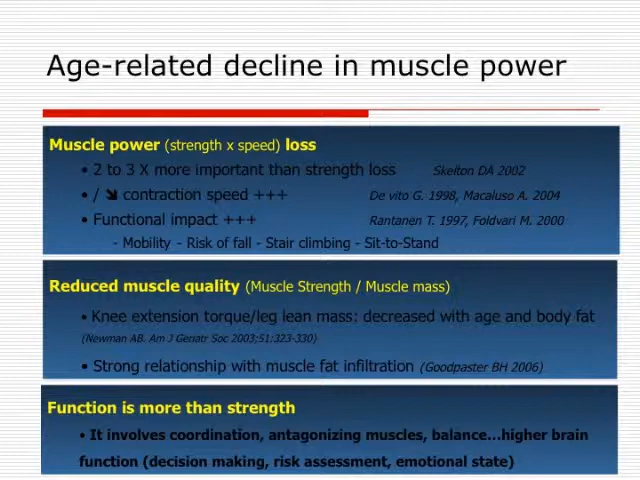 Age-related decline in muscle power
Muscle power (strength x speed) loss
• 2 to 3 X more important than strength loss Skelton DA 2002
• / ➘ contraction speed +++ De vito G. 1998, Macaluso A. 2004
• Functional impact +++ Rantanen T. 1997, Foldvari M. 2000
- Mobility - Risk of fall - Stair climbing - Sit-to-Stand
Reduced muscle quality (Muscle Strength / Muscle mass)
• Knee extension torque/leg lean mass: decreased with age and body fat
(Newman AB. Am J Geriatr Soc 2003;51:323-330)
• Strong relationship with muscle fat infiltration (Goodpaster BH 2006)
Function is more than strength
• It involves coordination, antagonizing muscles, balance…higher brain
function (decision making, risk assessment, emotional state)